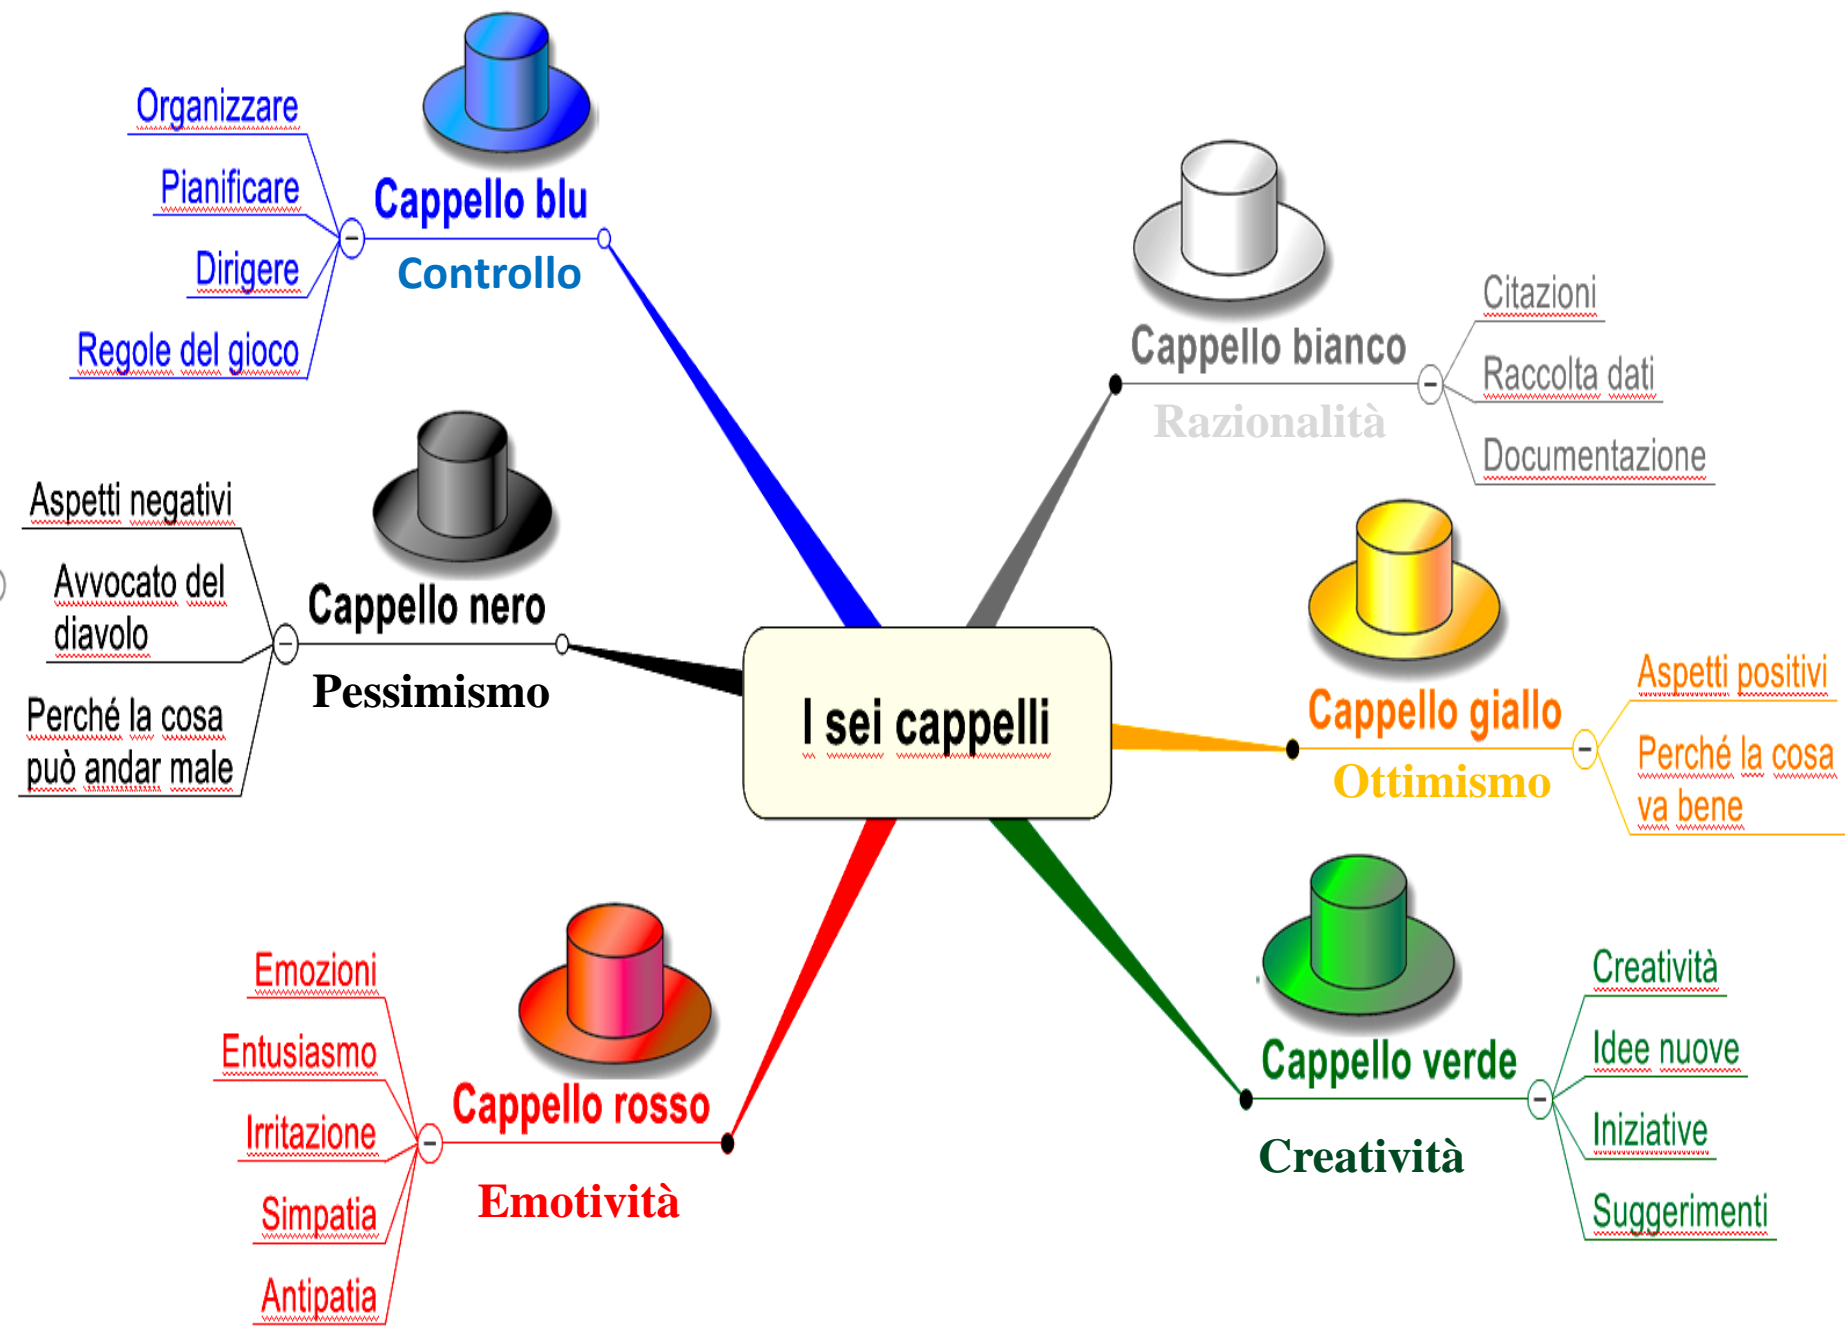 Organizzare
Pianificare
Dirigere
Regole del gioco
Cappello blu
Controllo
Aspetti negativi
Avvocato del
diavolo
Perché la cosa
può andar male
Cappello nero
Pessimismo
Emozioni
Entusiasmo
Irritazione
Simpatia
Antipatia
Cappello rosso
Emotività
I sei cappelli
Cappello bianco
Razionalità
Citazioni
Raccolta dati
Documentazione
Cappello giallo
Ottimismo
Aspetti positivi
Perché la cosa
va bene
Cappello verde
Creatività
Creatività
Idee nuove
Iniziative
Suggerimenti